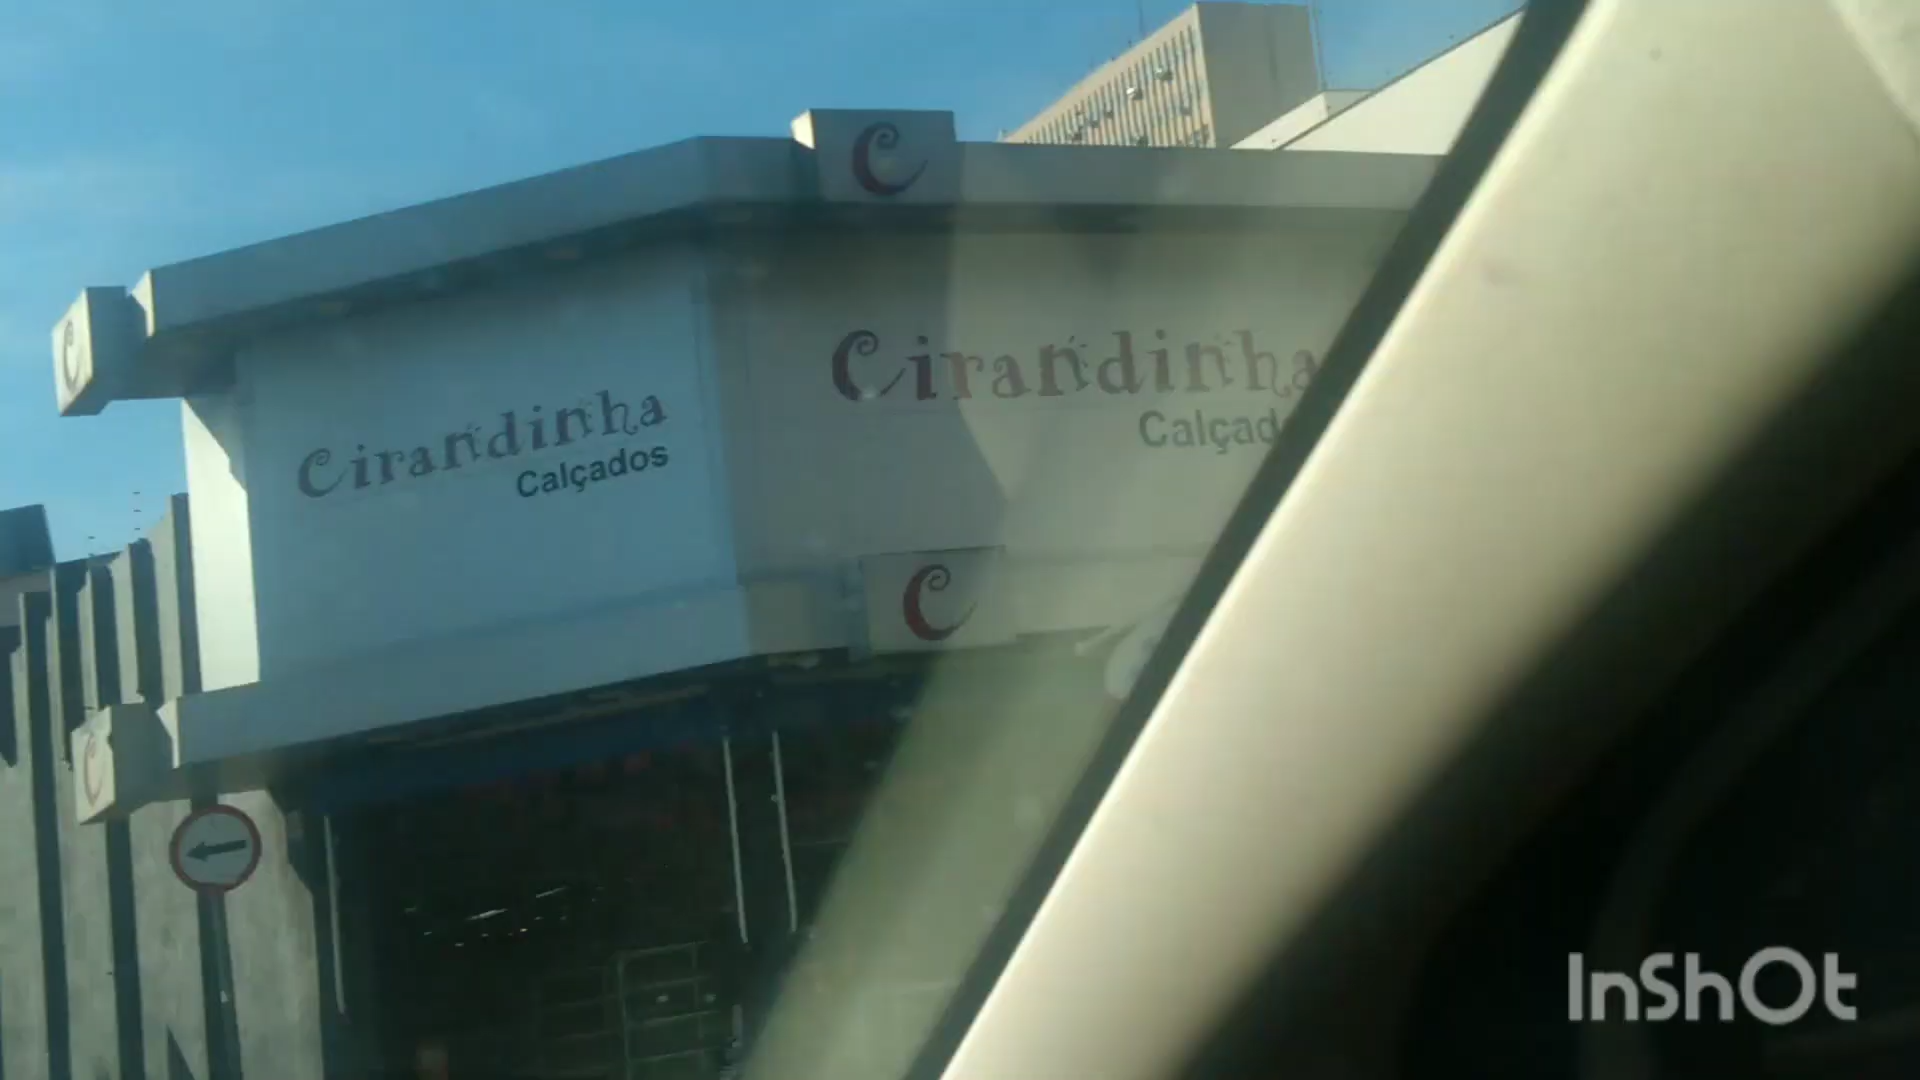 C
C
Cirandinha
Calçados
Cirandinha
Calçad
C
C
InShOt